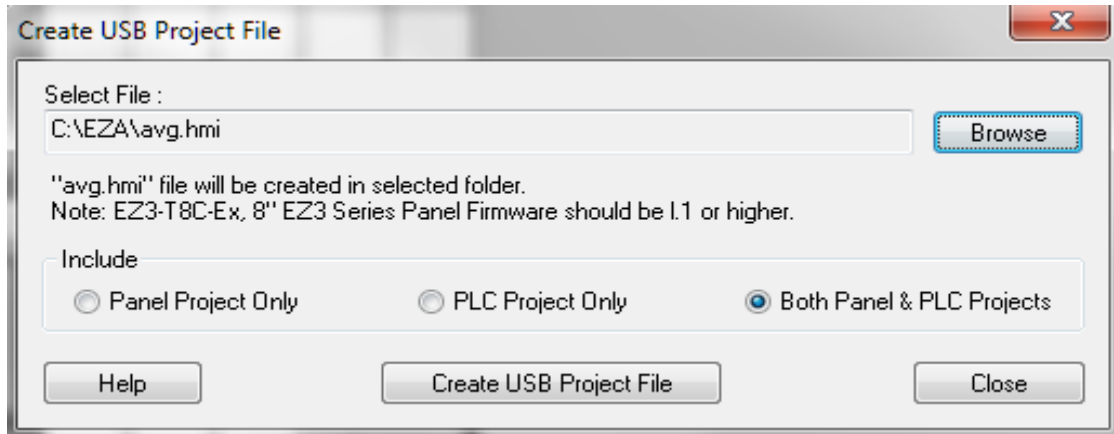 Create USB Project File
Select File :
C:\EZA\avg.hmi
Browse
"avg.hmi" file will be created in selected folder.
Note: EZ3-T8C-Ex, 8" EZ3 Series Panel Firmware should be I.1 or higher.
Include
Panel Project Only
PLC Project Only
Both Panel & PLC Projects
Help
Create USB Project File
Close